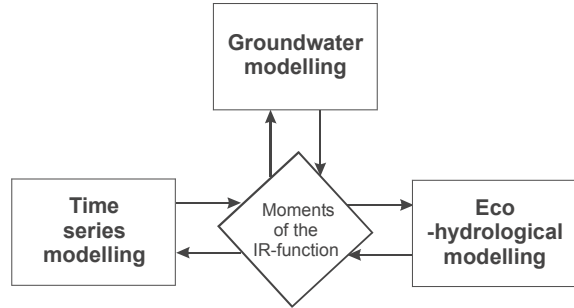 Groundwater
modelling
Time
series
modelling
Moments
of the
IR-function
Eco
-hydrological
modelling